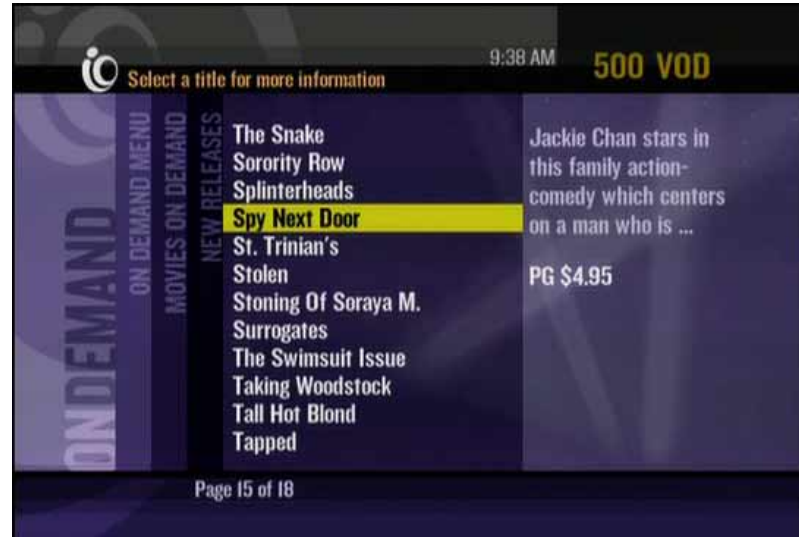 9:38 AM
500 VOD
iO
Select a title for more information
ONDEMAND
ON DEMAND MENU
MOVIES ON DEMAND
NEW RELEASES
The Snake
Sorority Row
Splinterheads
Spy Next Door
St. Trinian's
Stolen
Stoning Of Soraya M.
Surrogates
The Swimsuit Issue
Taking Woodstock
Tall Hot Blond
Tapped
Jackie Chan stars in
this family action-
comedy which centers
on a man who is ...
PG $4.95
Page 15 of 18